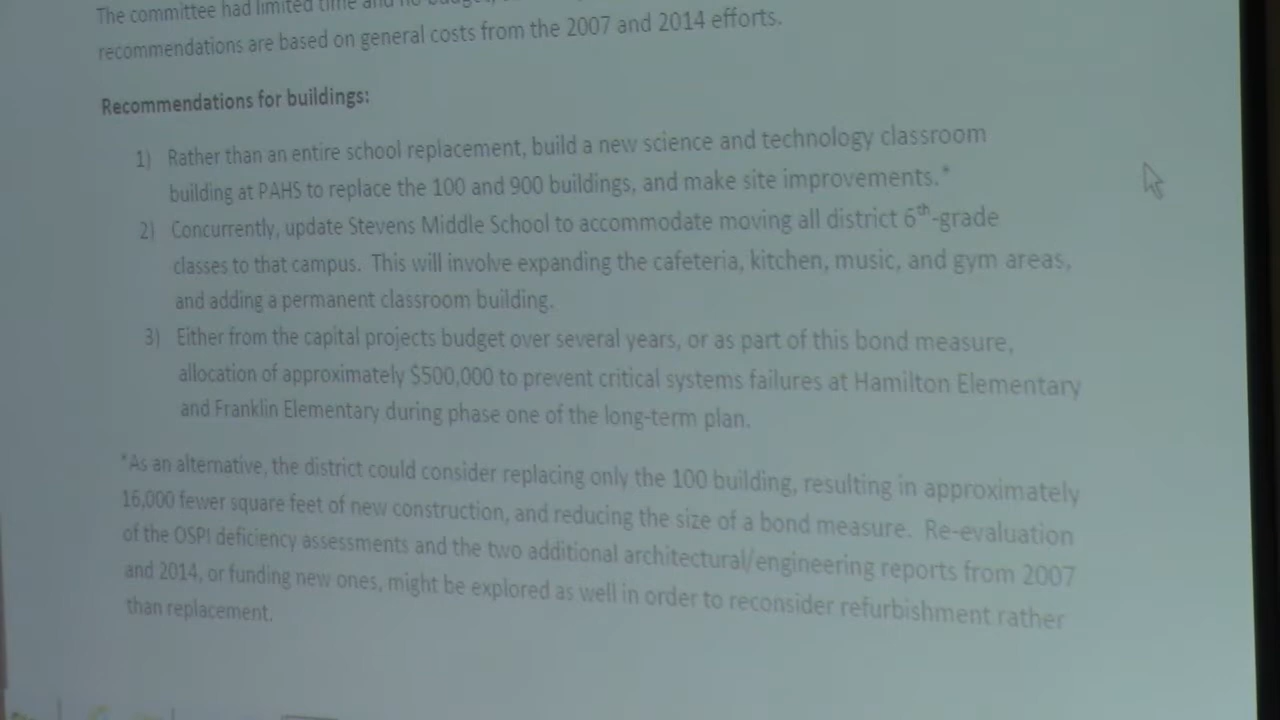 The committee had limited time and no budget,
recommendations are based on general costs from the 2007 and 2014 efforts.
Recommendations for buildings:
1) Rather than an entire school replacement, build a new science and technology classroom
building at PAHS to replace the 100 and 900 buildings, and make site improvements.*
2) Concurrently, update Stevens Middle School to accommodate moving all district 6th-grade
classes to that campus. This will involve expanding the cafeteria, kitchen, music, and gym areas,
and adding a permanent classroom building.
3) Either from the capital projects budget over several years, or as part of this bond measure,
allocation of approximately $500,000 to prevent critical systems failures at Hamilton Elementary
and Franklin Elementary during phase one of the long-term plan.
*As an alternative, the district could consider replacing only the 100 building, resulting in approximately
16,000 fewer square feet of new construction, and reducing the size of a bond measure. Re-evaluation
of the OSPI deficiency assessments and the two additional architectural/engineering reports from 2007
and 2014, or funding new ones, might be explored as well in order to reconsider refurbishment rather
than replacement.